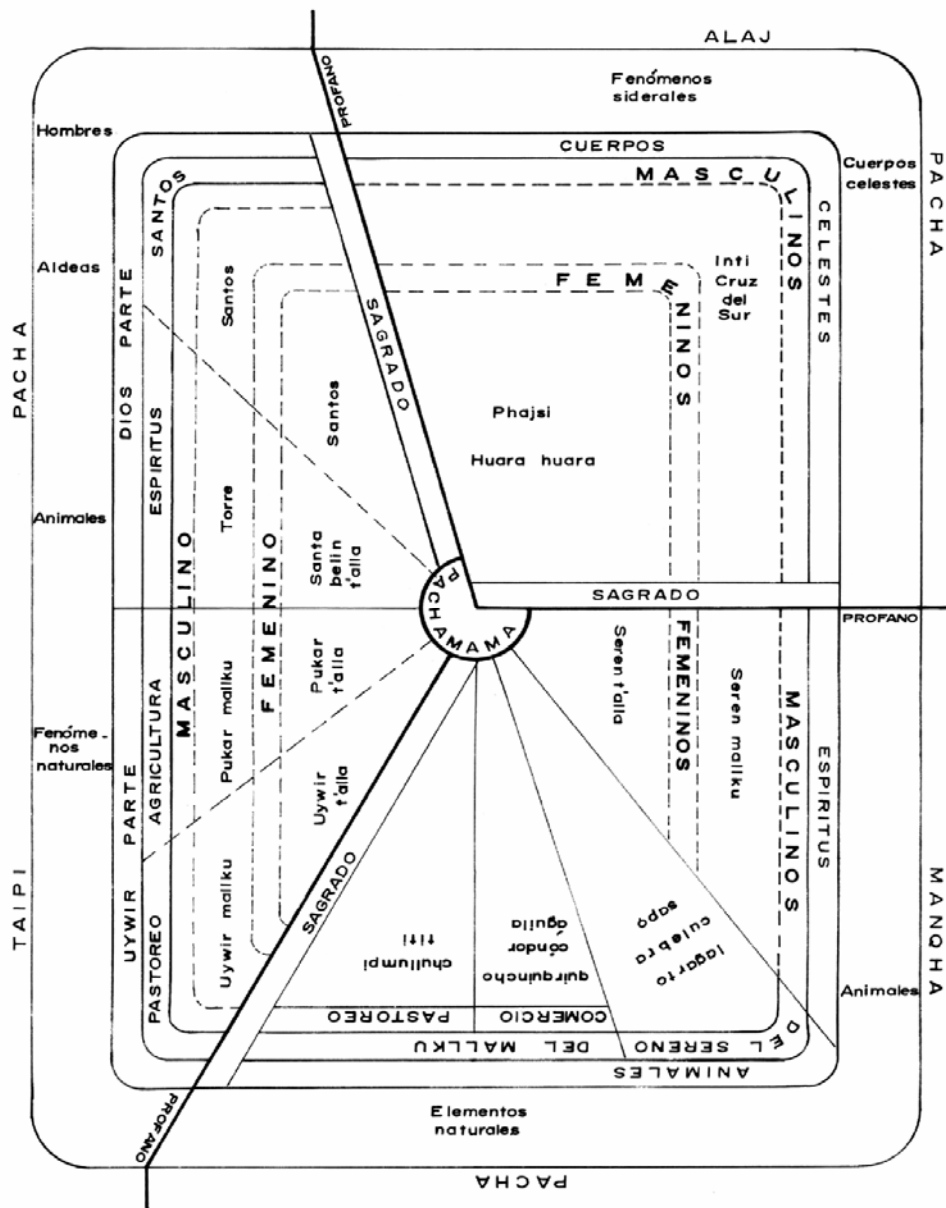 ALAJ
PACHA
Fenómenos
siderales
PROFANO
Hombres
CUERPOS
CELESTES
Cuerpos
celestes
SANTOS
MASCULINOS
Aldeas
Santos
FEMENINOS
Inti
Cruz
del
Sur
SAGRADO
DIOS PARTE
PACHA
ESPIRITUS
Santos
Phajsi
Huara huara
Animales
Torre
Santa
belin
t'alla
MASCULINO
FEMENINO
PACHAMAMA
SAGRADO
PROFANO
Pukar
t'alla
Seren t'alla
FEMENINOS
Seren mallku
MASCULINOS
ESPIRITUS
Fenóme-
nos
naturales
AGRICULTURA
Pukar mallku
Uywir
t'alla
UYWIR PARTE
SAGRADO
TAIPI
PASTOREO
Uywir mallku
chullumpi
titi
quirquincho
cóndor
águila
lagarto
culebra
sapo
Animales
MANQHA
PASTOREO
COMERCIO
DEL MALLKU
DEL SERENO
ANIMALES
PROFANO
Elementos
naturales
PACHA